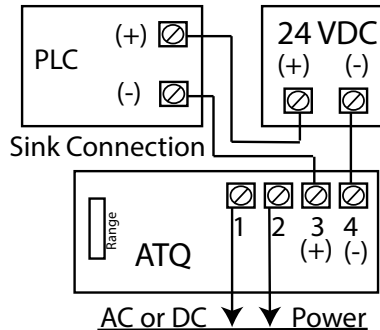 (+)
24 VDC
PLC
(+) (-)
(-)
Sink Connection
Range
1 2 3 4
(+) (-)
ATQ
AC or DC Power